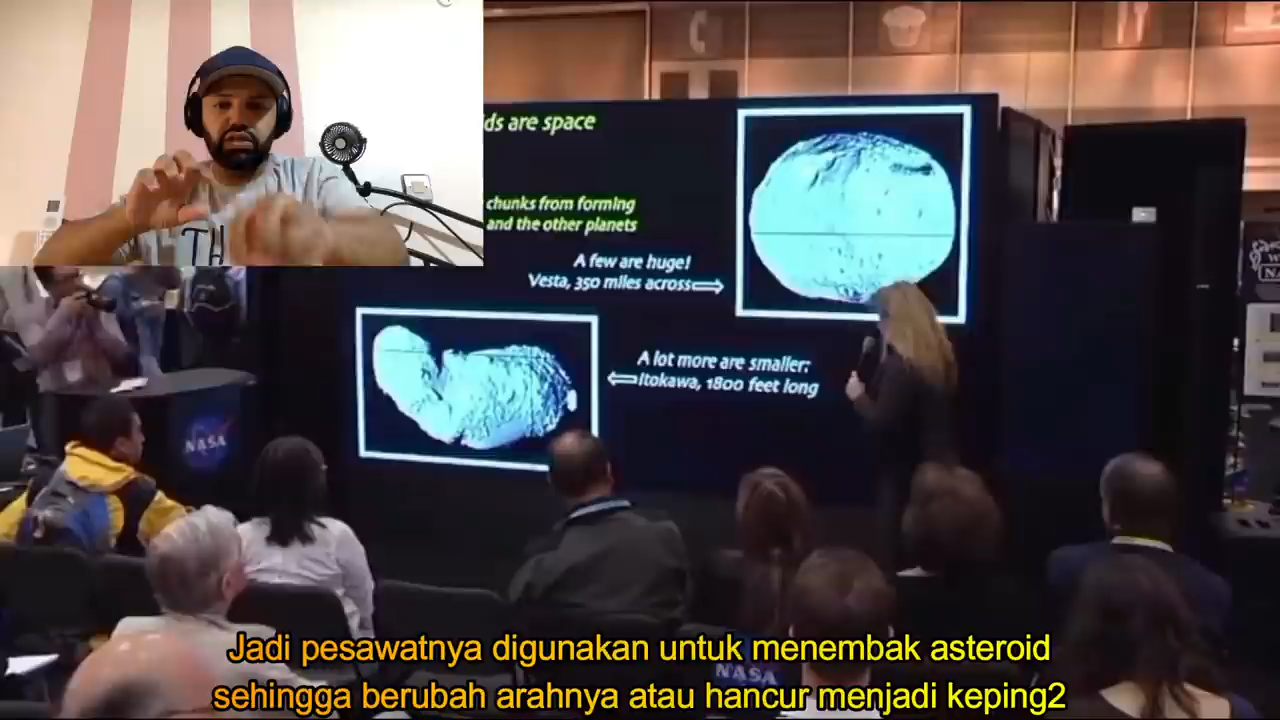 ds are space
chunks from forming
and the other planets
A few are huge!
Vesta, 350 miles across
A lot more are smaller:
Itokawa, 1800 feet long
TH
NASA
NASA
Jadi pesawatnya digunakan untuk menembak asteroid
sehingga berubah arahnya atau hancur menjadi keping2